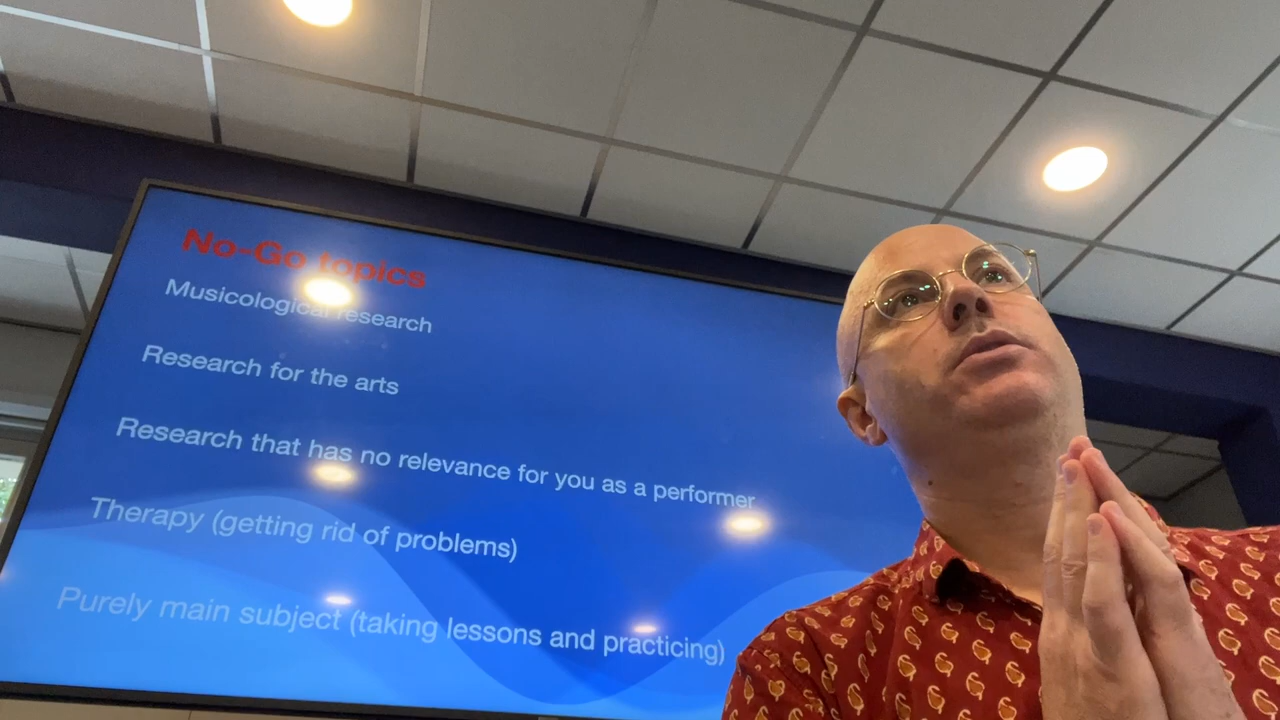 No-Go topics
Musicological research
Research for the arts
Research that has no relevance for you as a performer
Therapy (getting rid of problems)
Purely main subject (taking lessons and practicing)